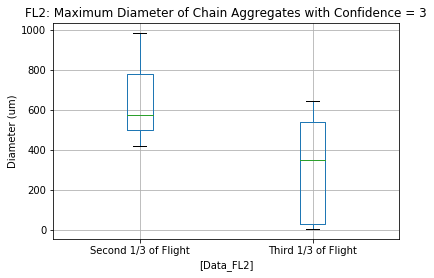 FL2: Maximum Diameter of Chain Aggregates with Confidence = 3
1000
800
600
400
200
0
Diameter (um)
Second 1/3 of Flight
Third 1/3 of Flight
[Data_FL2]